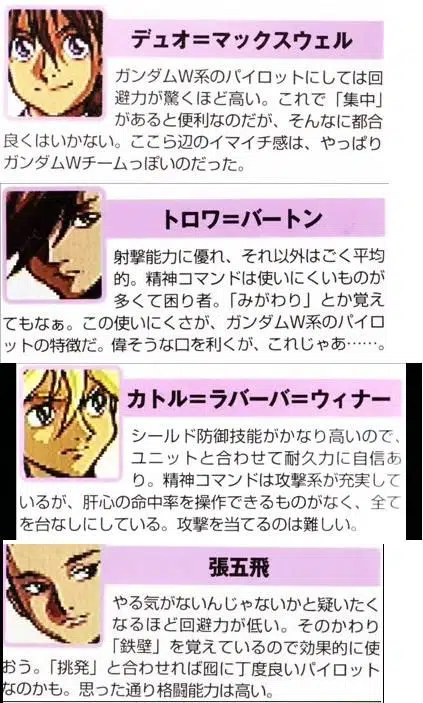 デュオ=マックスウェル
ガンダムW系のパイロットにしては回
避力が驚くほど高い。これで「集中」
があると便利なのだが、そんなに都合
良くはいかない。ここら辺のイマイチ感は、やっぱり
ガンダムWチームっぽいのだった。
トロワ=バートン
射撃能力に優れ、それ以外はごく平均
的。精神コマンドは使いにくいものが
多くて困り者。「みがわり」とか覚え
てもなぁ。この使いにくさが、ガンダムW系のパイロ
ットの特徴だ。偉そうな口を利くが、これじゃあ……。
カトル=ラバーバ=ウィナー
シールド防御技能がかなり高いので、
ユニットと合わせて耐久力に自信あ
り。精神コマンドは攻撃系が充実して
いるが、肝心の命中率を操作できるものがなく、全て
を台なしにしている。攻撃を当てるのは難しい。
張五飛
やる気がないんじゃないかと疑いたく
なるほど回避力が低い。そのかわり
「鉄壁」を覚えているので効果的に使
おう。「挑発」と合わせれば囮に丁度良いパイロット
なのかも。思った通り格闘能力は高い。